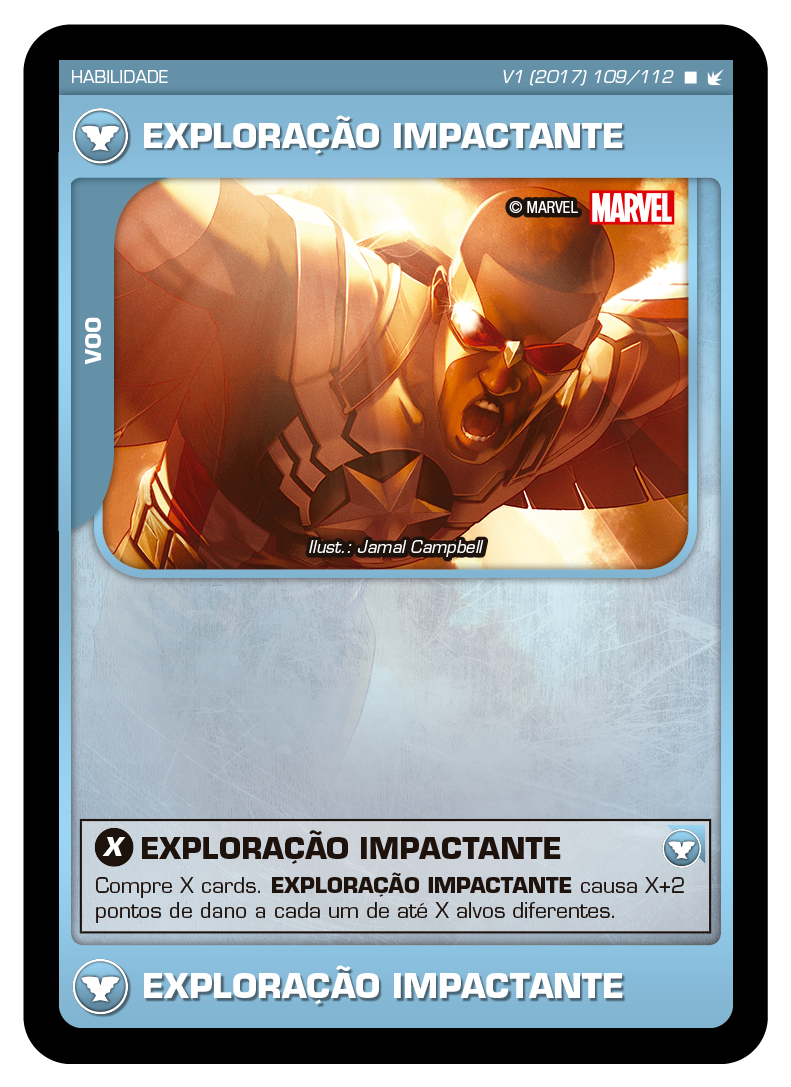 HABILIDADE
V1 (2017) 109/112
EXPLORAÇÃO IMPACTANTE
© MARVEL MARVEL
VOO
Ilust.: Jamal Campbell
X EXPLORAÇÃO IMPACTANTE
Compre X cards. EXPLORAÇÃO IMPACTANTE causa X+2
pontos de dano a cada um de até X alvos diferentes.
EXPLORAÇÃO IMPACTANTE